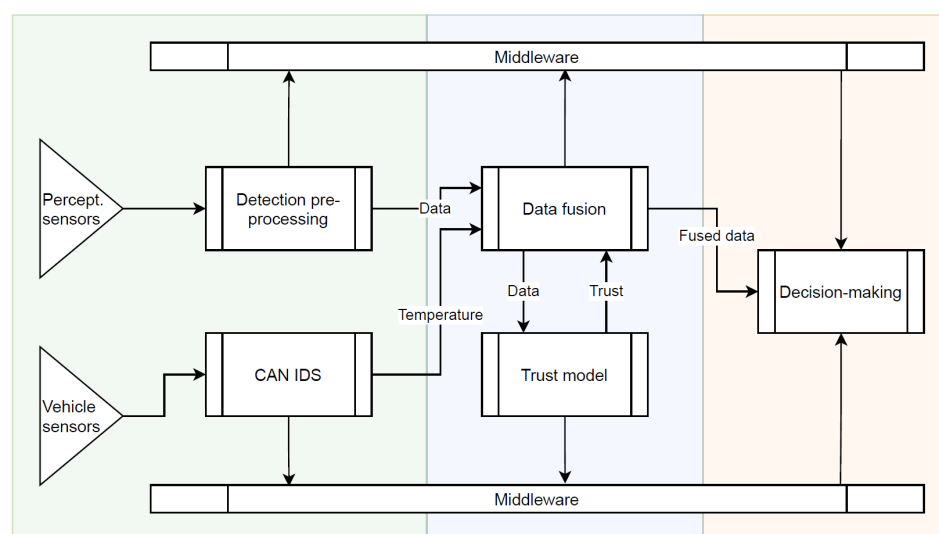 Middleware
Percept.
sensors
Detection pre-
processing
Data
Data fusion
Fused data
Decision-making
Data
Trust
Temperature
Vehicle
sensors
CAN IDS
Trust model
Middleware